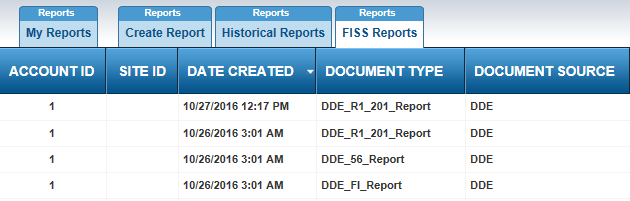 Reports Reports Reports Reports
My Reports Create Report Historical Reports FISS Reports
ACCOUNT ID SITE ID DATE CREATED DOCUMENT TYPE DOCUMENT SOURCE
1 10/27/2016 12:17 PM DDE_R1_201_Report DDE
1 10/26/2016 3:01 AM DDE_R1_201_Report DDE
1 10/26/2016 3:01 AM DDE_56_Report DDE
1 10/26/2016 3:01 AM DDE_FI_Report DDE